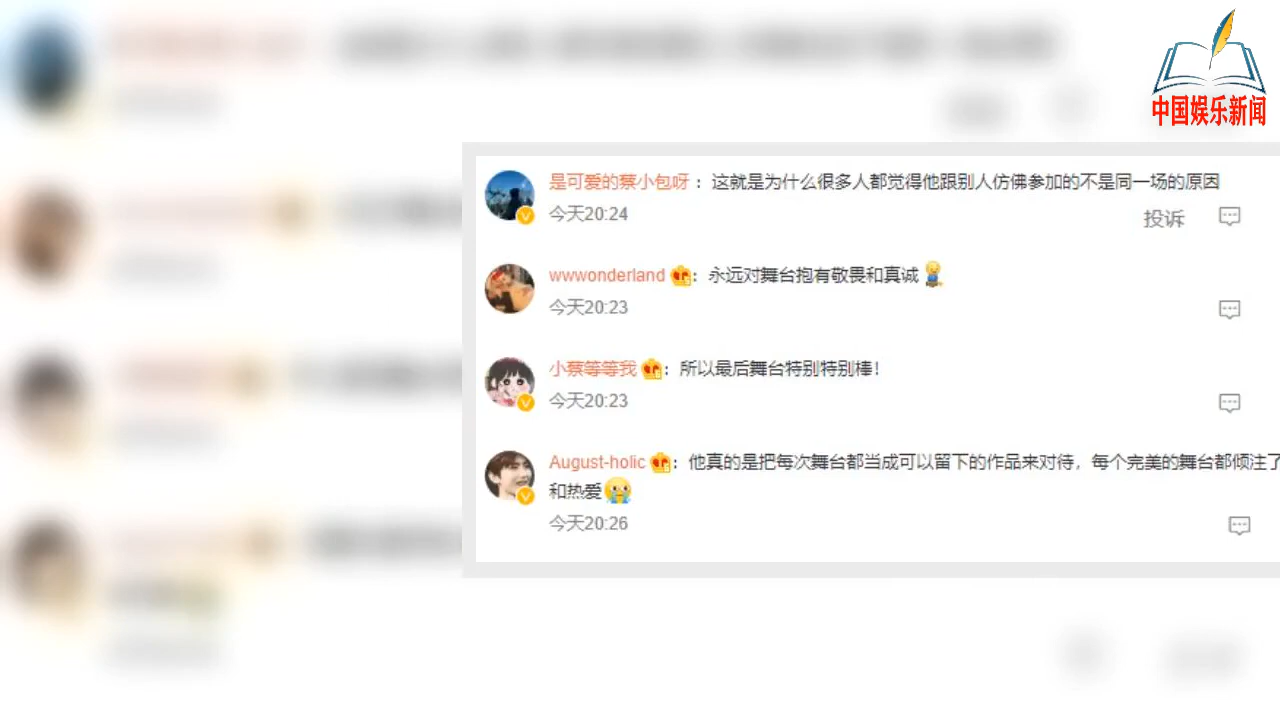 中国娱乐新闻
是可爱的蔡小包呀：这就是为什么很多人都觉得他跟别人仿佛参加的不是同一场的原因
今天20:24
投诉
wwwonderland：永远对舞台抱有敬畏和真诚
今天20:23
小蔡等等我：所以最后舞台特别特别棒！
今天20:23
August-holic：他真的是把每次舞台都当成可以留下的作品来对待，每个完美的舞台都倾注了
和热爱
今天20:26